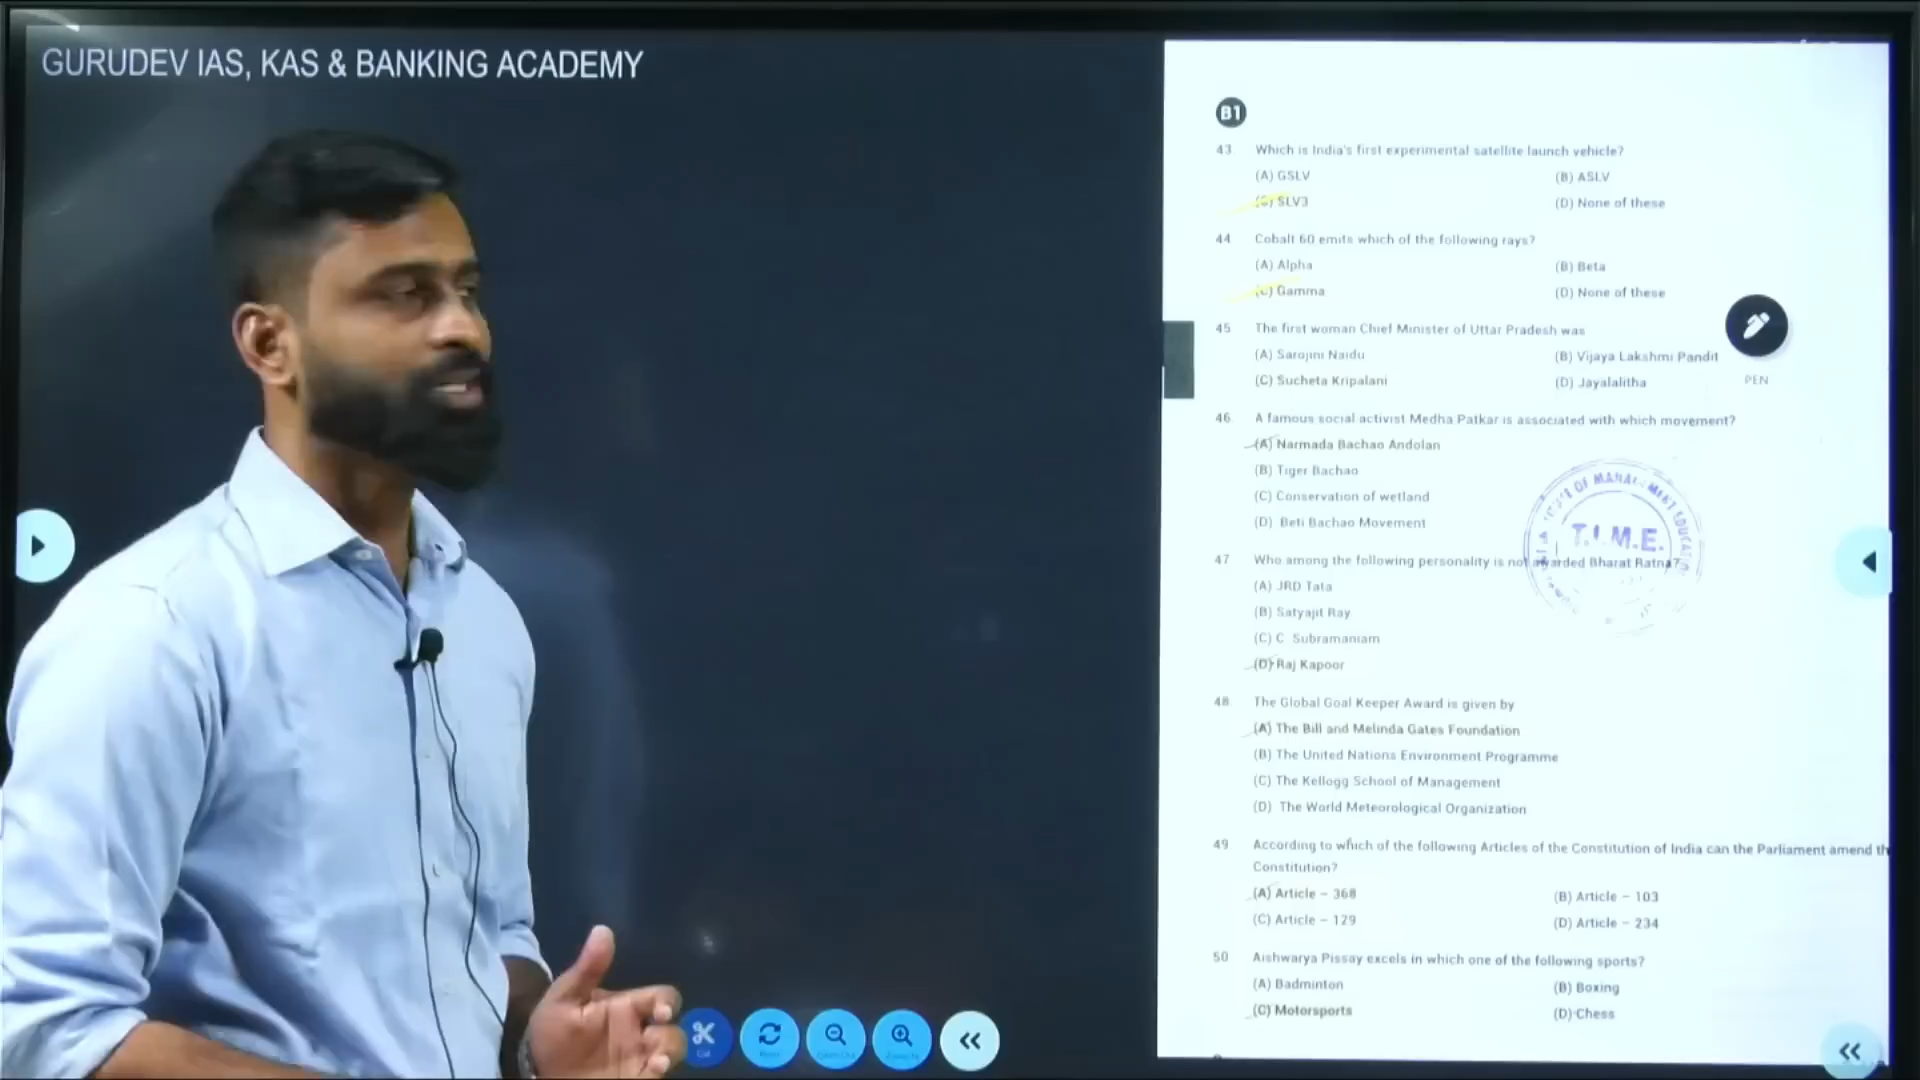 GURUDEV IAS, KAS & BANKING ACADEMY
B1
43 Which is India's first experimental satellite launch vehicle?
(A) GSLV (B) ASLV
(C) SLV3 (D) None of these
44 Cobalt 60 emits which of the following rays?
(A) Alpha (B) Beta
(C) Gamma (D) None of these
45 The first woman Chief Minister of Uttar Pradesh was
(A) Sarojini Naidu (B) Vijaya Lakshmi Pandit
(C) Sucheta Kripalani (D) Jayalalitha
PEN
46. A famous social activist Medha Patkar is associated with which movement?
(A) Narmada Bachao Andolan
(B) Tiger Bachao
(C) Conservation of wetland
(D) Beti Bachao Movement
T.I.M.E.
47 Who among the following personality is not awarded Bharat Ratna?
(A) JRD Tata
(B) Satyajit Ray
(C) C Subramaniam
(D) Raj Kapoor
48 The Global Goal Keeper Award is given by
(A) The Bill and Melinda Gates Foundation
(B) The United Nations Environment Programme
(C) The Kellogg School of Management
(D) The World Meteorological Organization
49 According to which of the following Articles of the Constitution of India can the Parliament amend th
Constitution?
(A) Article – 368 (B) Article – 103
(C) Article – 129 (D) Article – 234
50 Aishwarya Pissay excels in which one of the following sports?
(A) Badminton (B) Boxing
(C) Motorsports (D) Chess